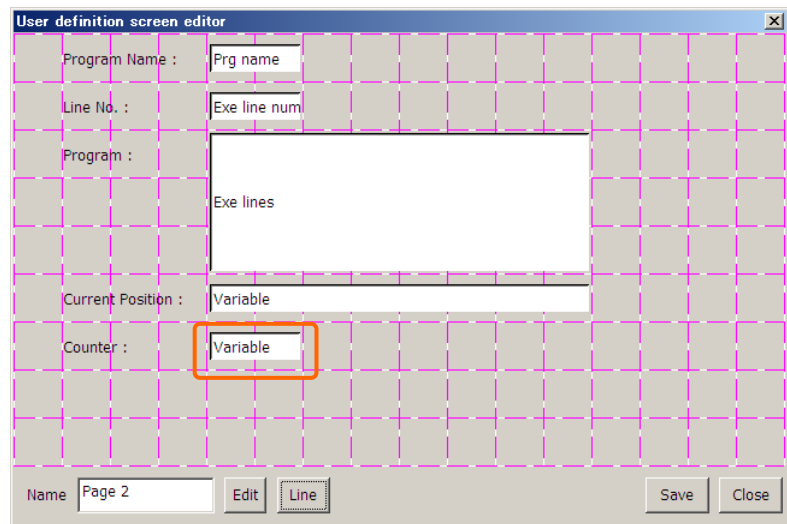 User definition screen editor
Program Name : Prg name
Line No. : Exe line num
Program :
Exe lines
Current Position : Variable
Counter : Variable
Name Page 2 Edit Line Save Close